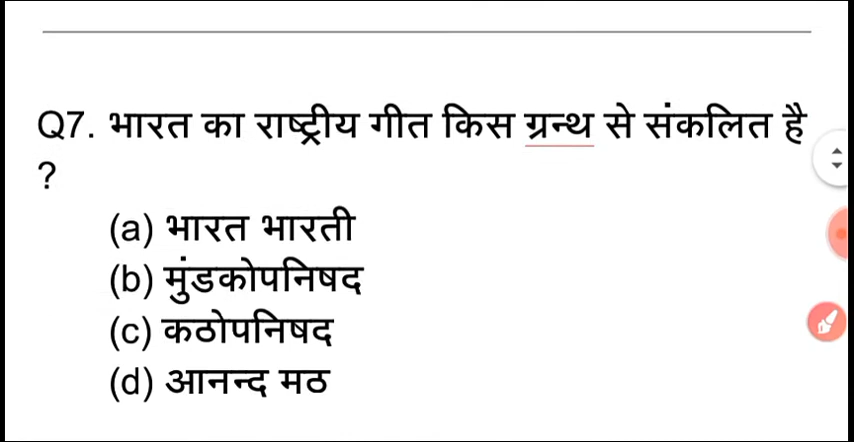 Q7. भारत का राष्ट्रीय गीत किस ग्रन्थ से संकलित है
?
(a) भारत भारती
(b) मुंडकोपनिषद
(c) कठोपनिषद
(d) आनन्द मठ